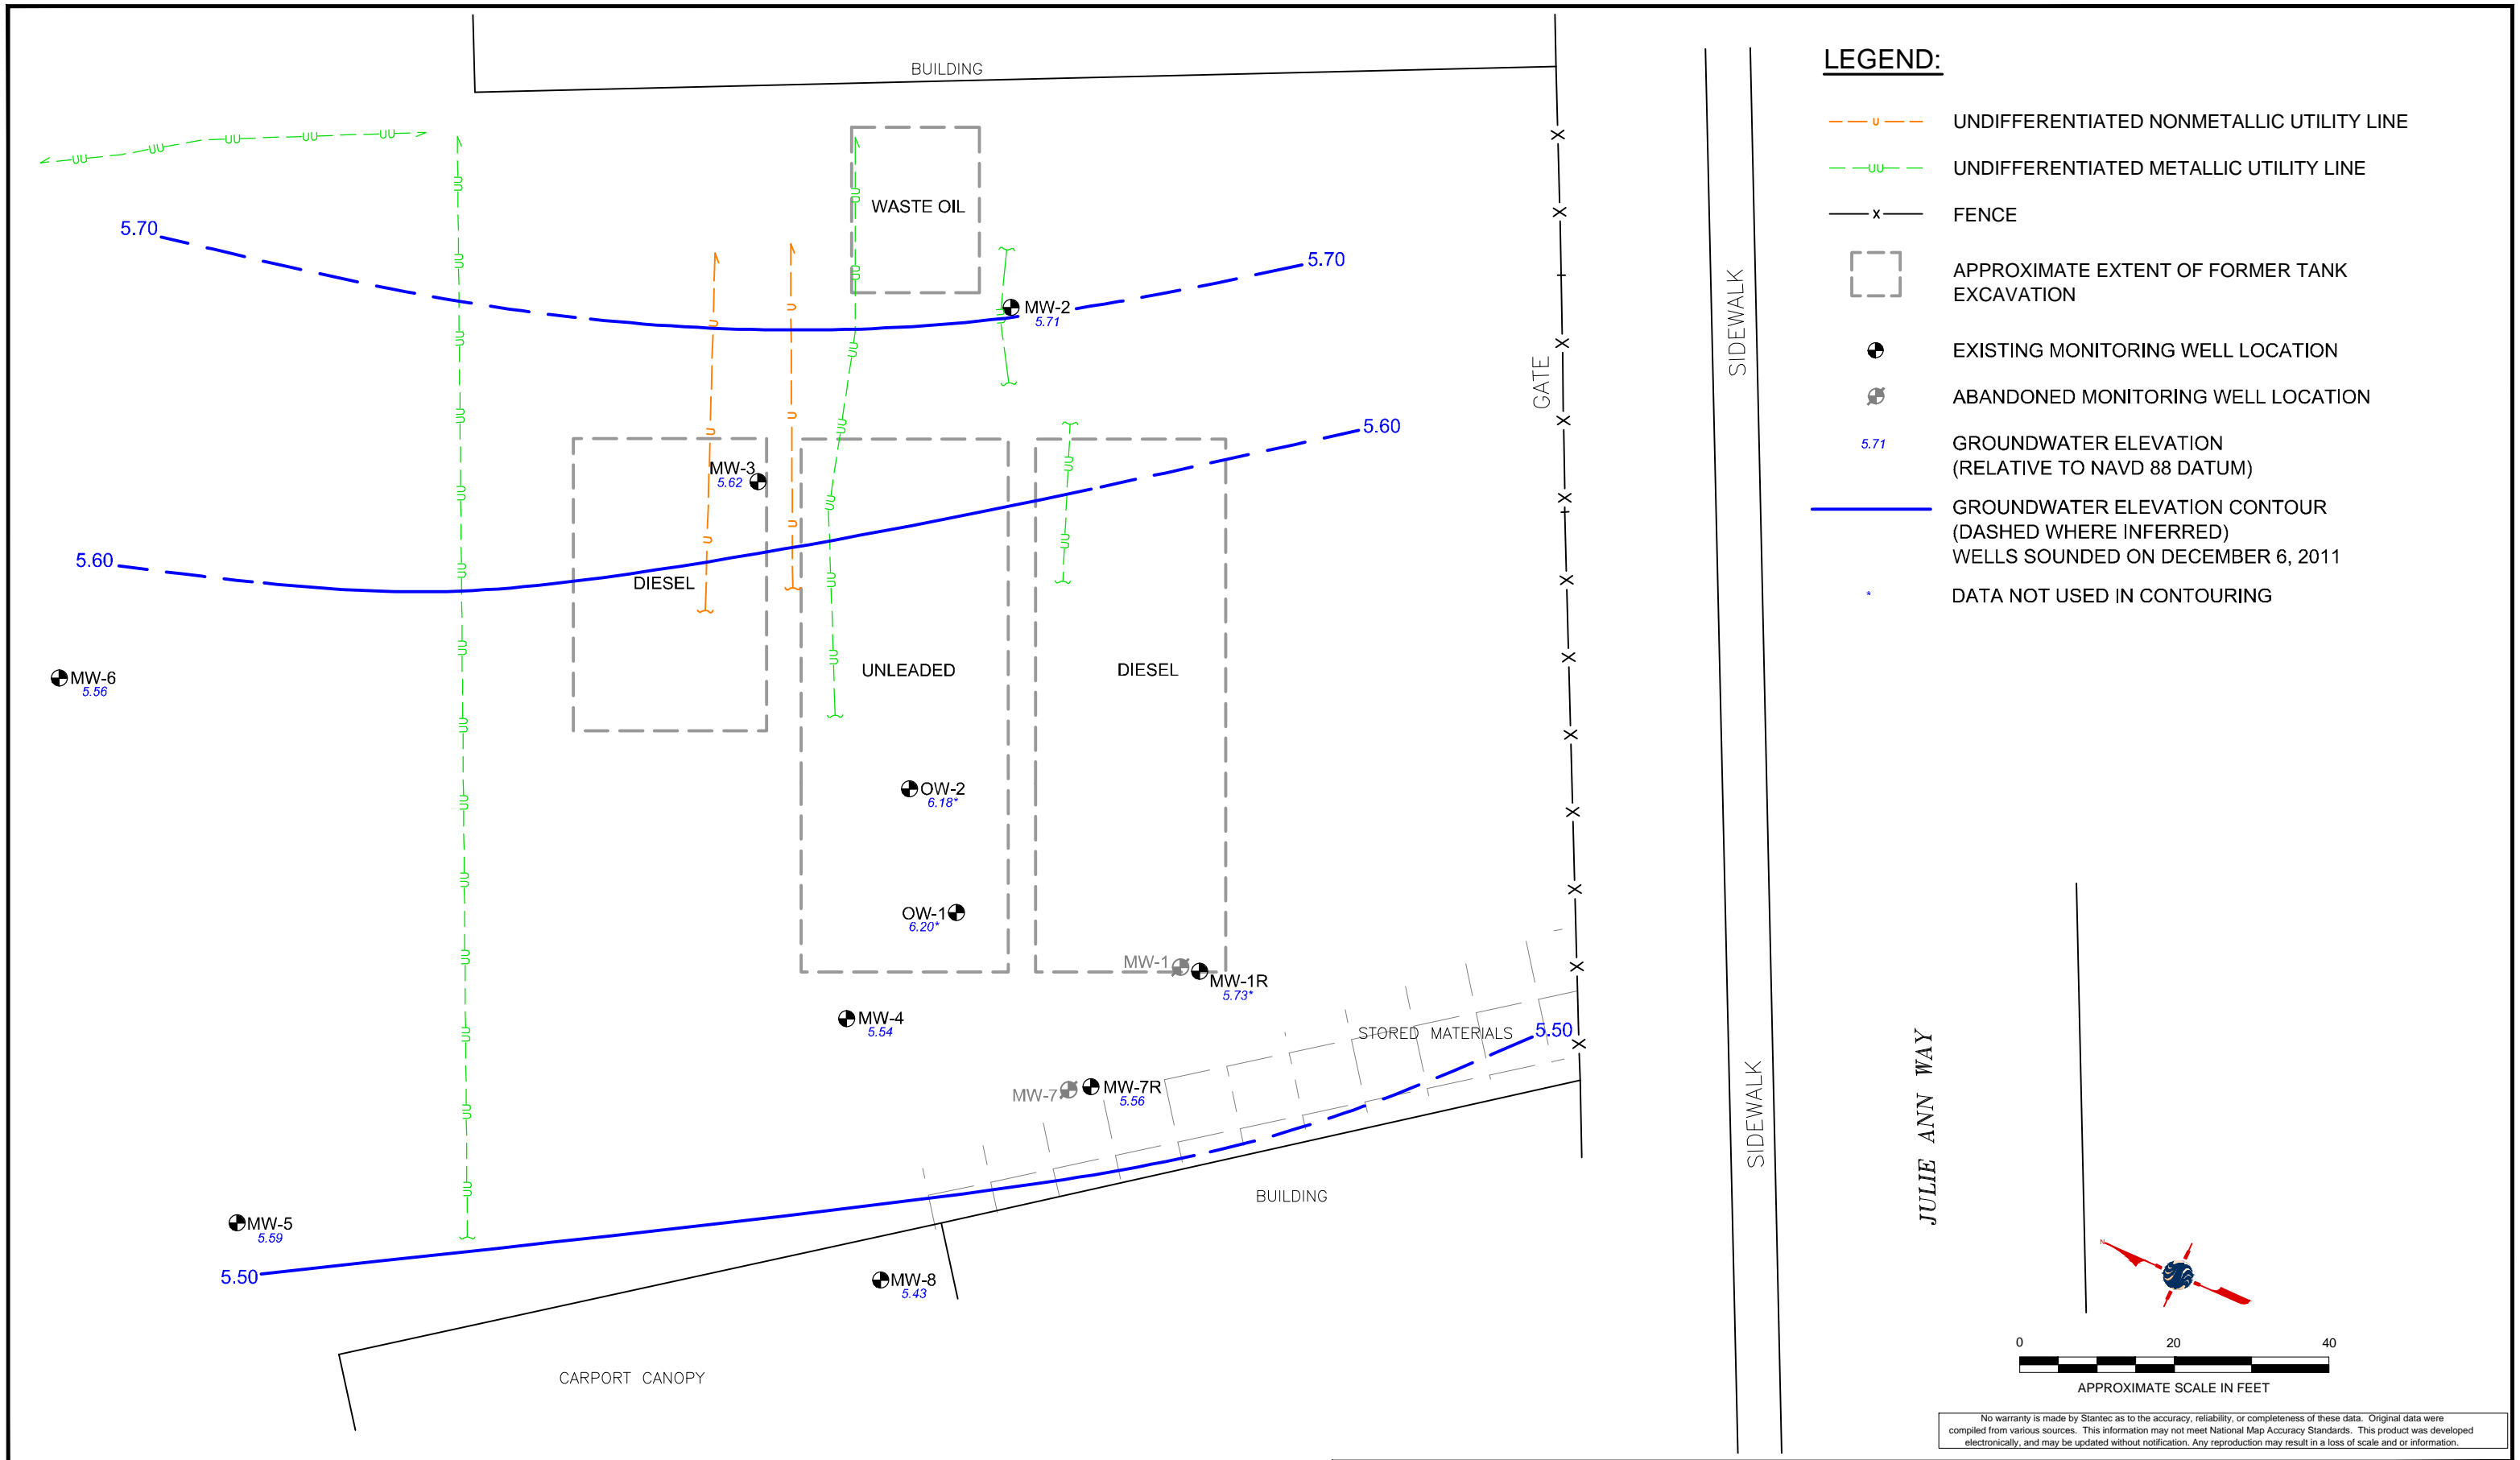 BUILDING
WASTE OIL
5.70
5.70
MW-2
5.71
5.60
MW-3
5.62
5.60
DIESEL
UNLEADED
DIESEL
MW-6
5.56
OW-2
6.18*
OW-1
6.20*
MW-1
MW-1R
5.73*
MW-4
5.54
STORED MATERIALS
5.50
MW-7
MW-7R
5.56
BUILDING
MW-5
5.59
5.50
MW-8
5.43
CARPORT CANOPY
GATE
SIDEWALK
SIDEWALK
JULIE ANN WAY
LEGEND:
U
UNDIFFERENTIATED NONMETALLIC UTILITY LINE
UU
UNDIFFERENTIATED METALLIC UTILITY LINE
X
FENCE
APPROXIMATE EXTENT OF FORMER TANK
EXCAVATION
EXISTING MONITORING WELL LOCATION
ABANDONED MONITORING WELL LOCATION
5.71
GROUNDWATER ELEVATION
(RELATIVE TO NAVD 88 DATUM)
GROUNDWATER ELEVATION CONTOUR
(DASHED WHERE INFERRED)
WELLS SOUNDED ON DECEMBER 6, 2011
*
DATA NOT USED IN CONTOURING
N
0 20 40
APPROXIMATE SCALE IN FEET
No warranty is made by Stantec as to the accuracy, reliability, or completeness of these data. Original data were
compiled from various sources. This information may not meet National Map Accuracy Standards. This product was developed
electronically, and may be updated without notification. Any reproduction may result in a loss of scale and or information.